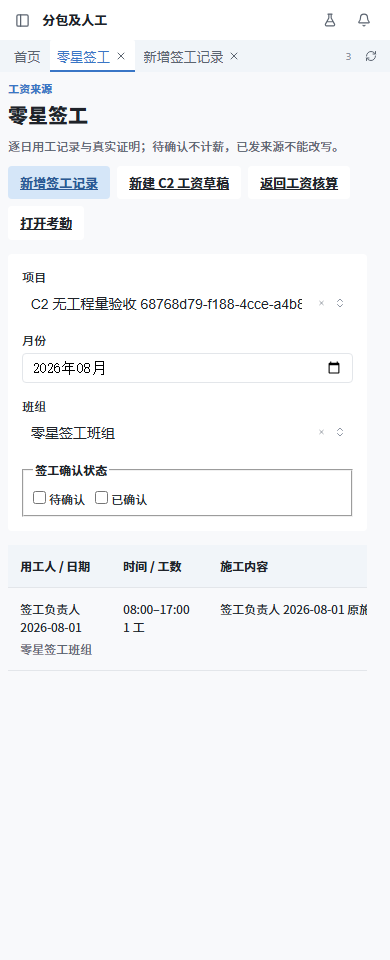 分包及人工
首页 零星签工 × 新增签工记录 × 3
工资来源
零星签工
逐日用工记录与真实证明；待确认不计薪，已发来源不能改写。
新增签工记录 新建 C2 工资草稿 返回工资核算
打开考勤
项目
C2 无工程量验收 68768d79-f188-4cce-a4b8
月份
2026年08月
班组
零星签工班组
签工确认状态
待确认 已确认
用工人 / 日期 时间 / 工数 施工内容
签工负责人 08:00–17:00 签工负责人 2026-08-01 原施
2026-08-01 1 工
零星签工班组